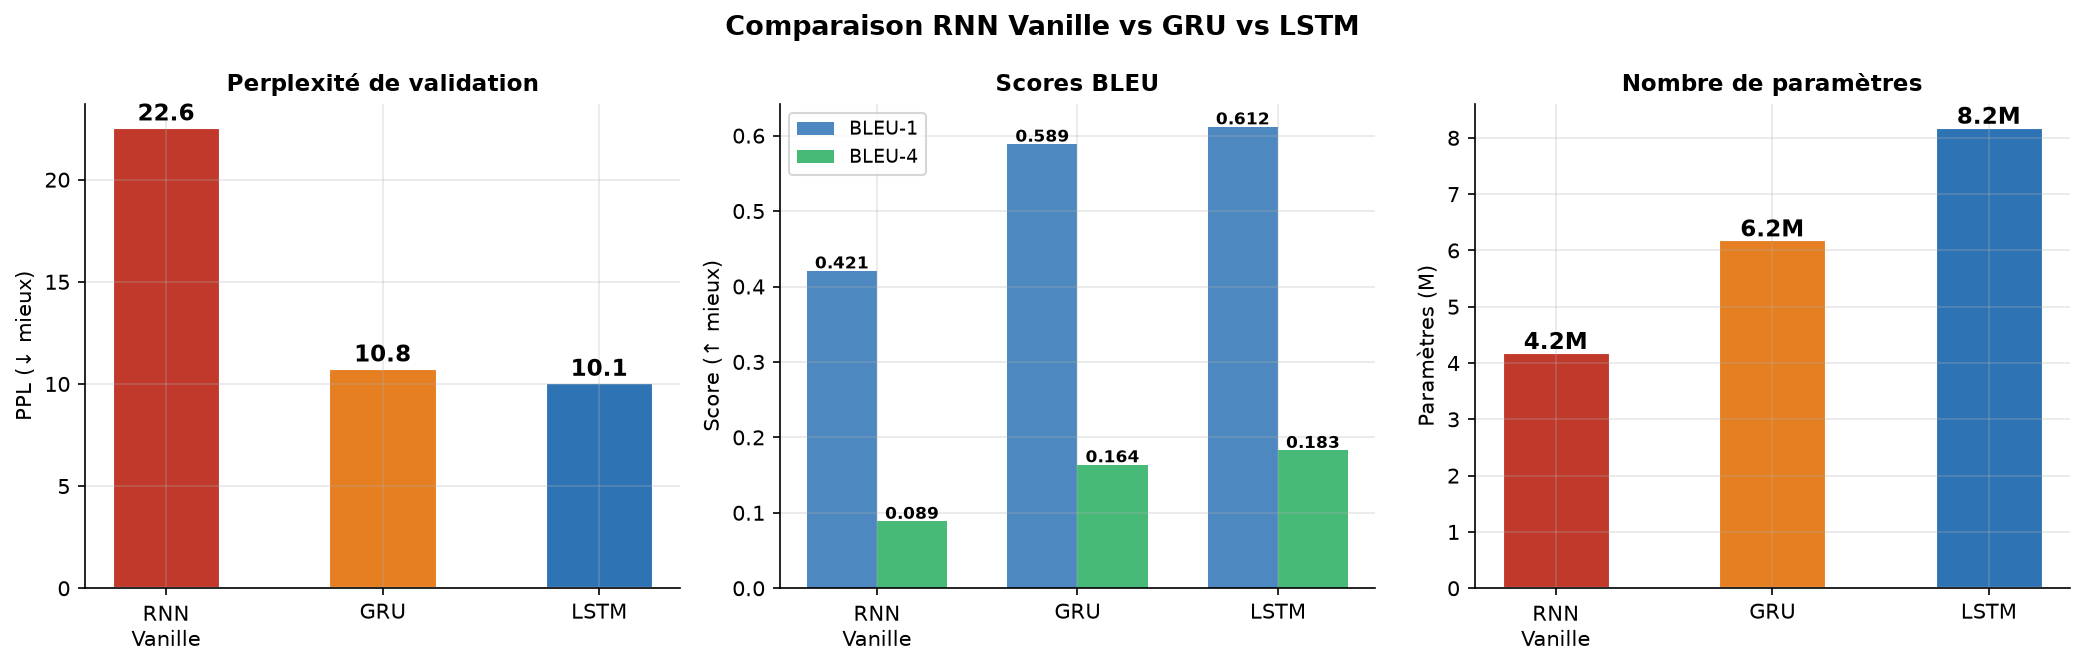 Comparaison RNN Vanille vs GRU vs LSTM
Perplexité de validation
PPL (↓ mieux)
20
15
10
5
0
22.6
10.8
10.1
RNN
Vanille
GRU
LSTM
Scores BLEU
Score (↑ mieux)
0.6
0.5
0.4
0.3
0.2
0.1
0.0
BLEU-1
BLEU-4
0.421
0.089
0.589
0.164
0.612
0.183
RNN
Vanille
GRU
LSTM
Nombre de paramètres
Paramètres (M)
8
7
6
5
4
3
2
1
0
4.2M
6.2M
8.2M
RNN
Vanille
GRU
LSTM